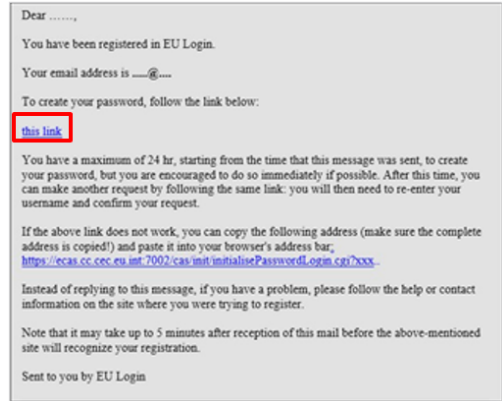 Dear ……,
You have been registered in EU Login.
Your email address is .....@....
To create your password, follow the link below:
this link
You have a maximum of 24 hr, starting from the time that this message was sent, to create
your password, but you are encouraged to do so immediately if possible. After this time, you
can make another request by following the same link: you will then need to re-enter your
username and confirm your request.
If the above link does not work, you can copy the following address (make sure the complete
address is copied!) and paste it into your browser's address bar:
https://ecas.cc.cec.eu.int:7002/cas/init/initialisePasswordLogin.cgi?xxx..
Instead of replying to this message, if you have a problem, please follow the help or contact
information on the site where you were trying to register.
Note that it may take up to 5 minutes after reception of this mail before the above-mentioned
site will recognize your registration.
Sent to you by EU Login